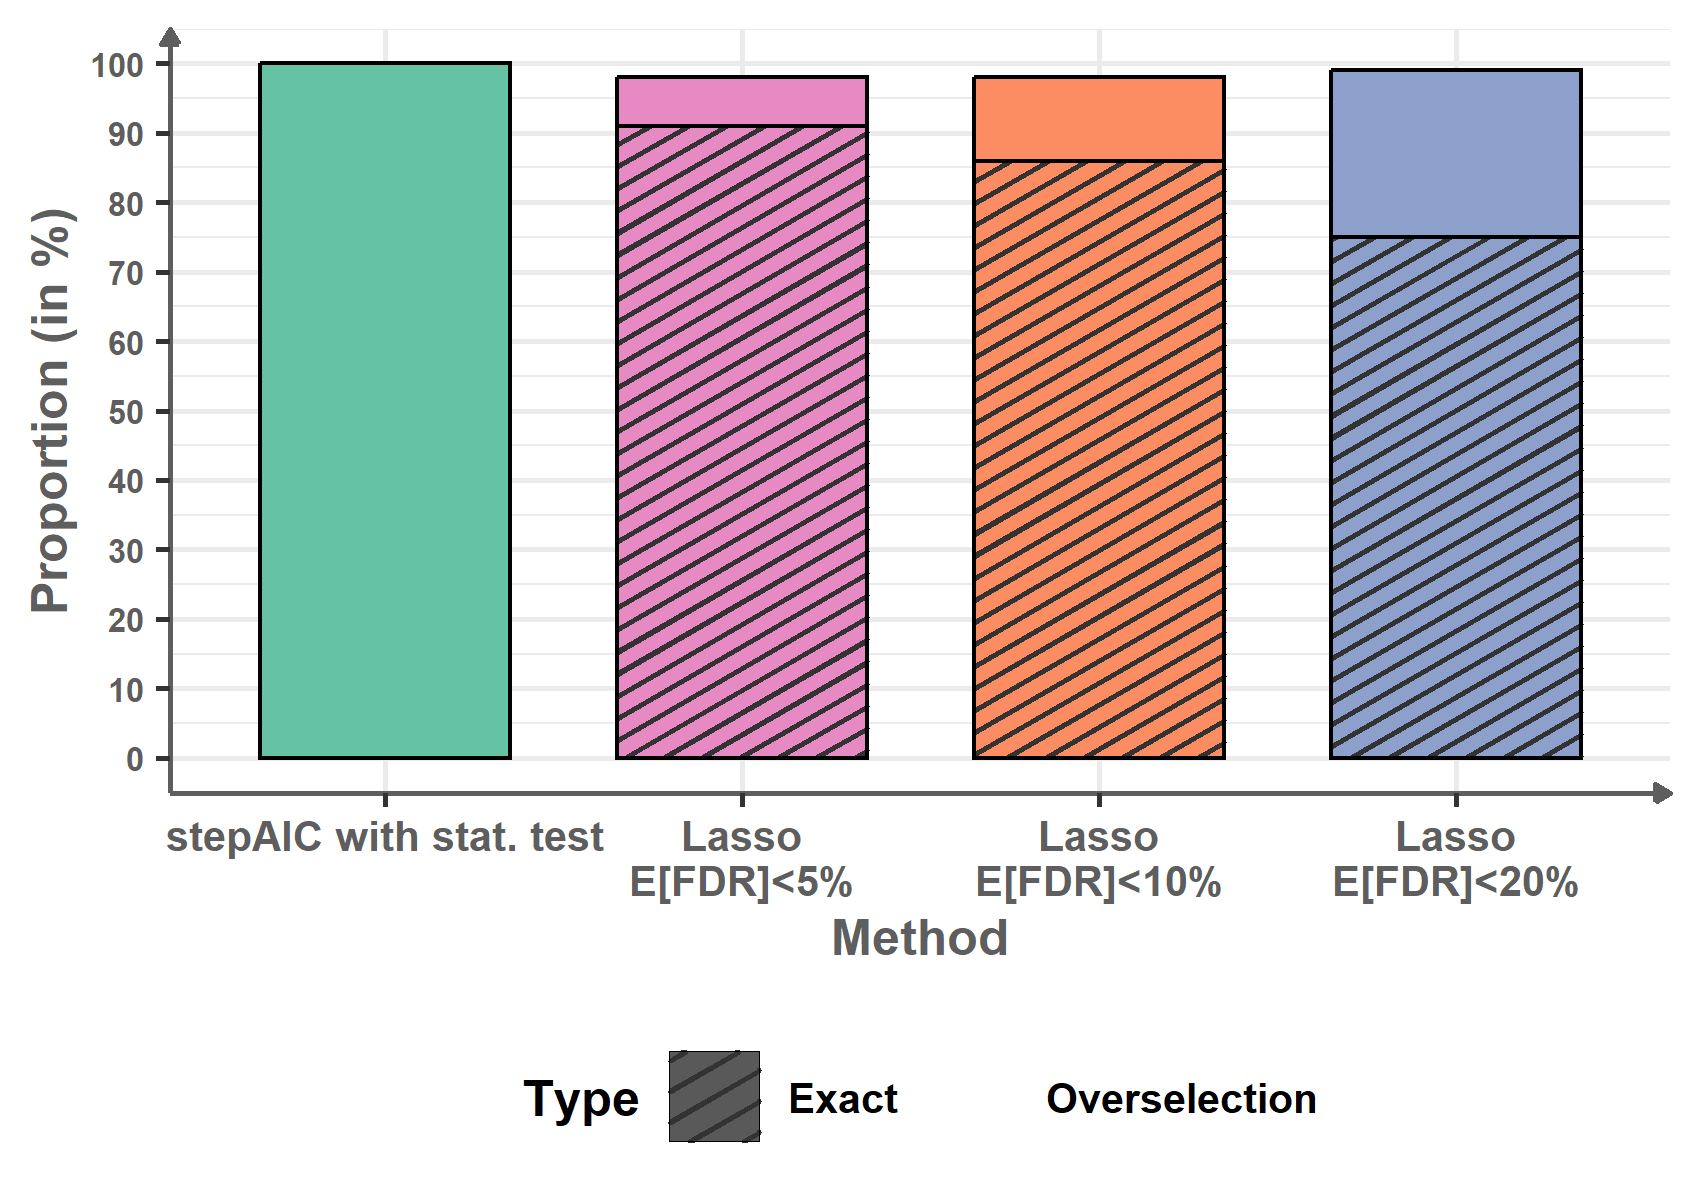 Proportion (in %)
100
90
80
70
60
50
40
30
20
10
0
stepAIC with stat. test
Lasso
E[FDR]<5%
Lasso
E[FDR]<10%
Lasso
E[FDR]<20%
Method
Type
Exact
Overselection